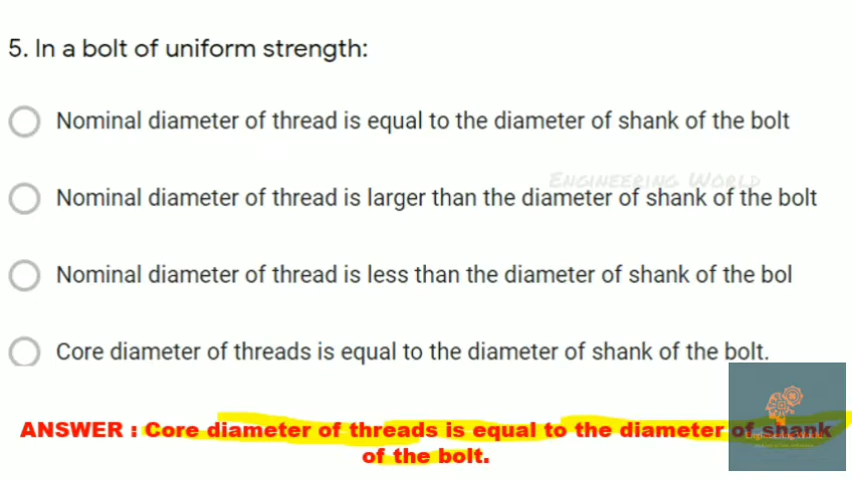 5. In a bolt of uniform strength:
Nominal diameter of thread is equal to the diameter of shank of the bolt
ENGINEERING WORLD
Nominal diameter of thread is larger than the diameter of shank of the bolt
Nominal diameter of thread is less than the diameter of shank of the bol
Core diameter of threads is equal to the diameter of shank of the bolt.
ANSWER : Core diameter of threads is equal to the diameter of shank
of the bolt.